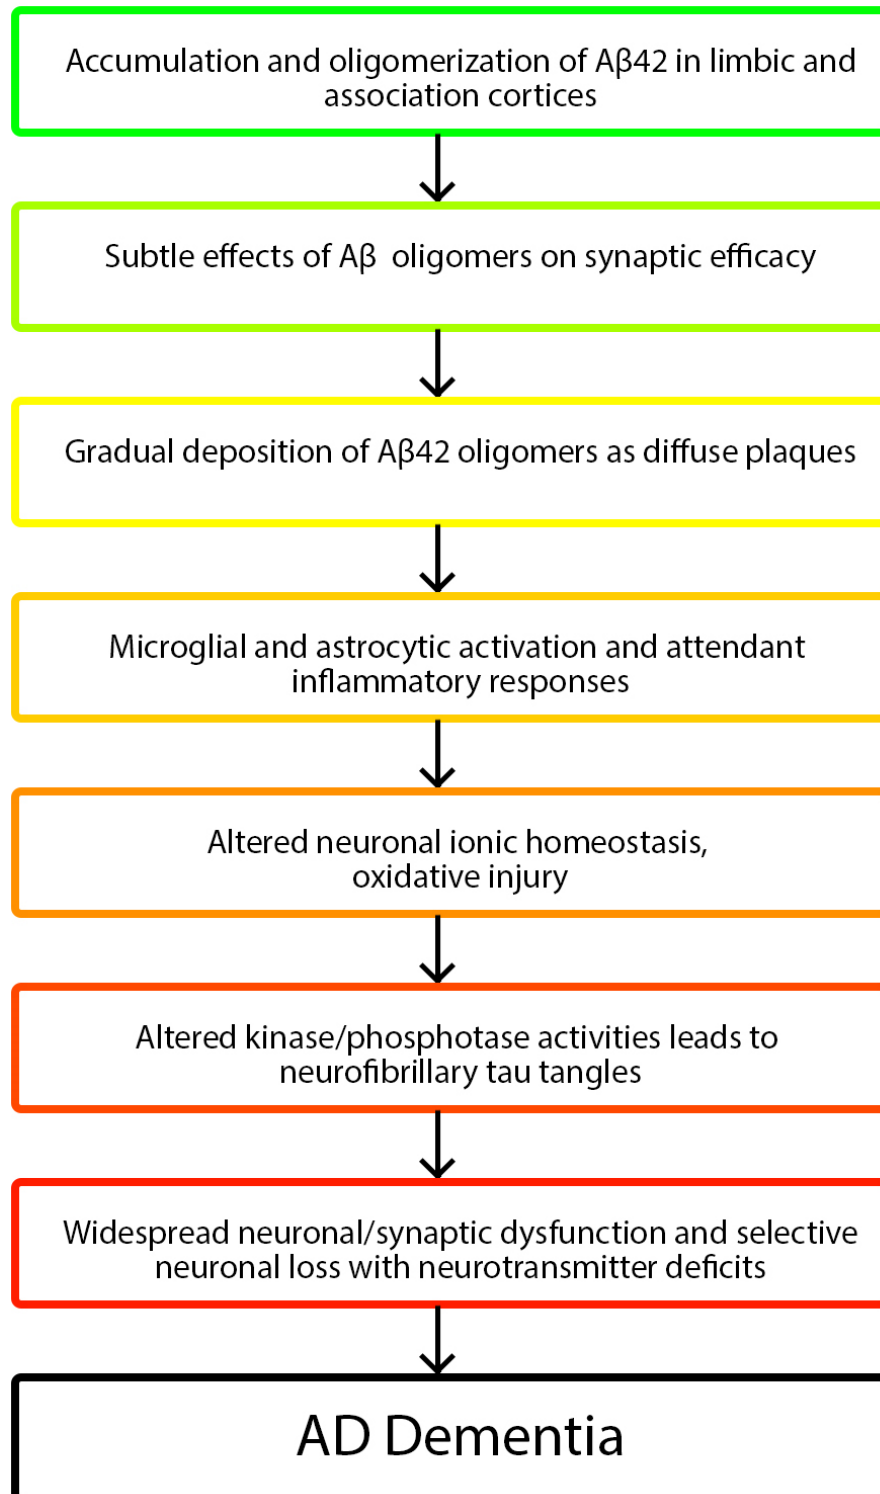 Accumulation and oligomerization of Aβ42 in limbic and
association cortices
Subtle effects of Aβ  oligomers on synaptic efficacy
Gradual deposition of Aβ42 oligomers as diffuse plaques
Microglial and astrocytic activation and attendant
inflammatory responses
Altered neuronal ionic homeostasis,
oxidative injury
Altered kinase/phosphotase activities leads to
neurofibrillary tau tangles
Widespread neuronal/synaptic dysfunction and selective
neuronal loss with neurotransmitter deficits
AD Dementia